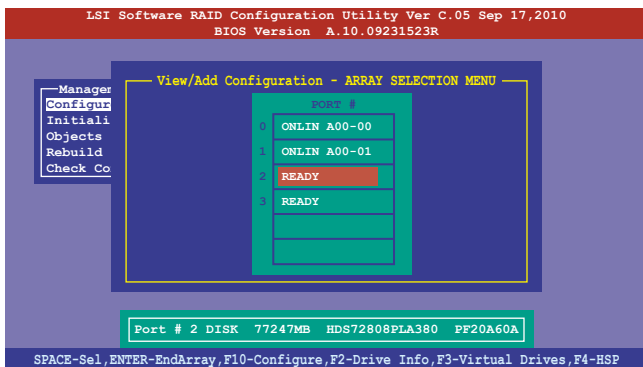 LSI Software RAID Configuration Utility Ver C.05 Sep 17,2010
BIOS Version A.10.09231523R
View/Add Configuration - ARRAY SELECTION MENU
Managem
Configur
Initiali
Objects
Rebuild
Check Co
PORT #
0 ONLIN A00-00
1 ONLIN A00-01
2 READY
3 READY
Port # 2 DISK 77247MB HDS72808PLA380 PF20A60A
SPACE-Sel,ENTER-EndArray,F10-Configure,F2-Drive Info,F3-Virtual Drives,F4-HSP